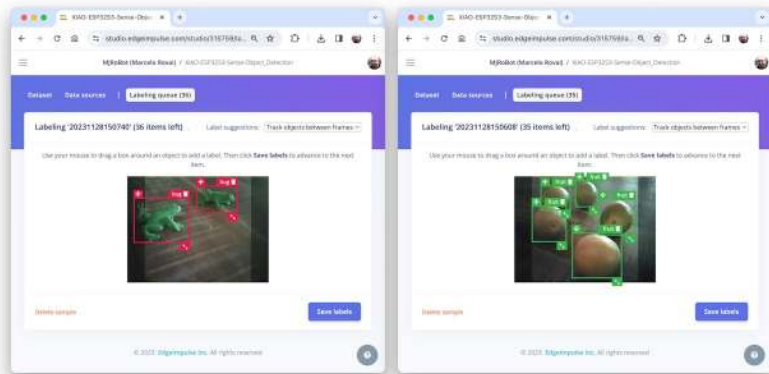 XIAO-ESP32S3-Sense-Obje
studio.edgeimpulse.com/studio/315759/la...
MJRoBot (Marcelo Rovai) / XIAO-ESP32S3-Sense-Object_Detection
Dataset Data sources | Labeling queue (36)
Labeling '20231128150740' (36 items left) Label suggestions: Track objects between frames
Use your mouse to drag a box around an object to add a label. Then click Save labels to advance to the next
item.
bug
bug
Delete sample Save labels
© 2023 EdgeImpulse Inc. All rights reserved
XIAO-ESP32S3-Sense-Obje
studio.edgeimpulse.com/studio/315759/la...
MJRoBot (Marcelo Rovai) / XIAO-ESP32S3-Sense-Object_Detection
Dataset Data sources | Labeling queue (35)
Labeling '20231128150608' (35 items left) Label suggestions: Track objects between frames
Use your mouse to drag a box around an object to add a label. Then click Save labels to advance to the next
item.
fruit
fruit
fruit
fruit
Delete sample Save labels
© 2023 EdgeImpulse Inc. All rights reserved